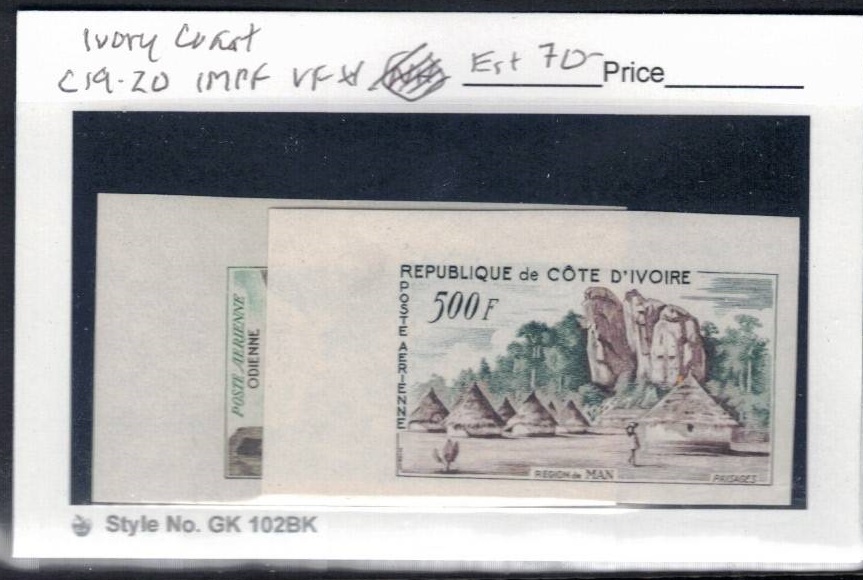 Ivory Coast
C19-20 IMPF VF Est 70- Price
REPUBLIQUE de CÔTE D'IVOIRE
500F
POSTE AERIENNE
POSTE AERIENNE
ODIENNE
REGION de MAN
PAYSAGES
Style No. GK 102BK